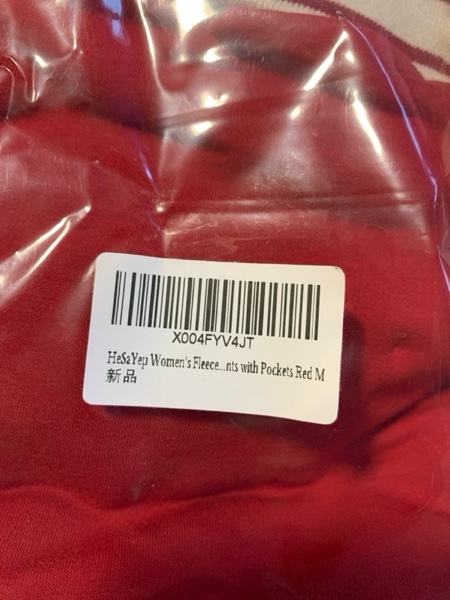 X004FYV4JT
HeSaYep Women's Fleece...nts with Pockets Red M
新品